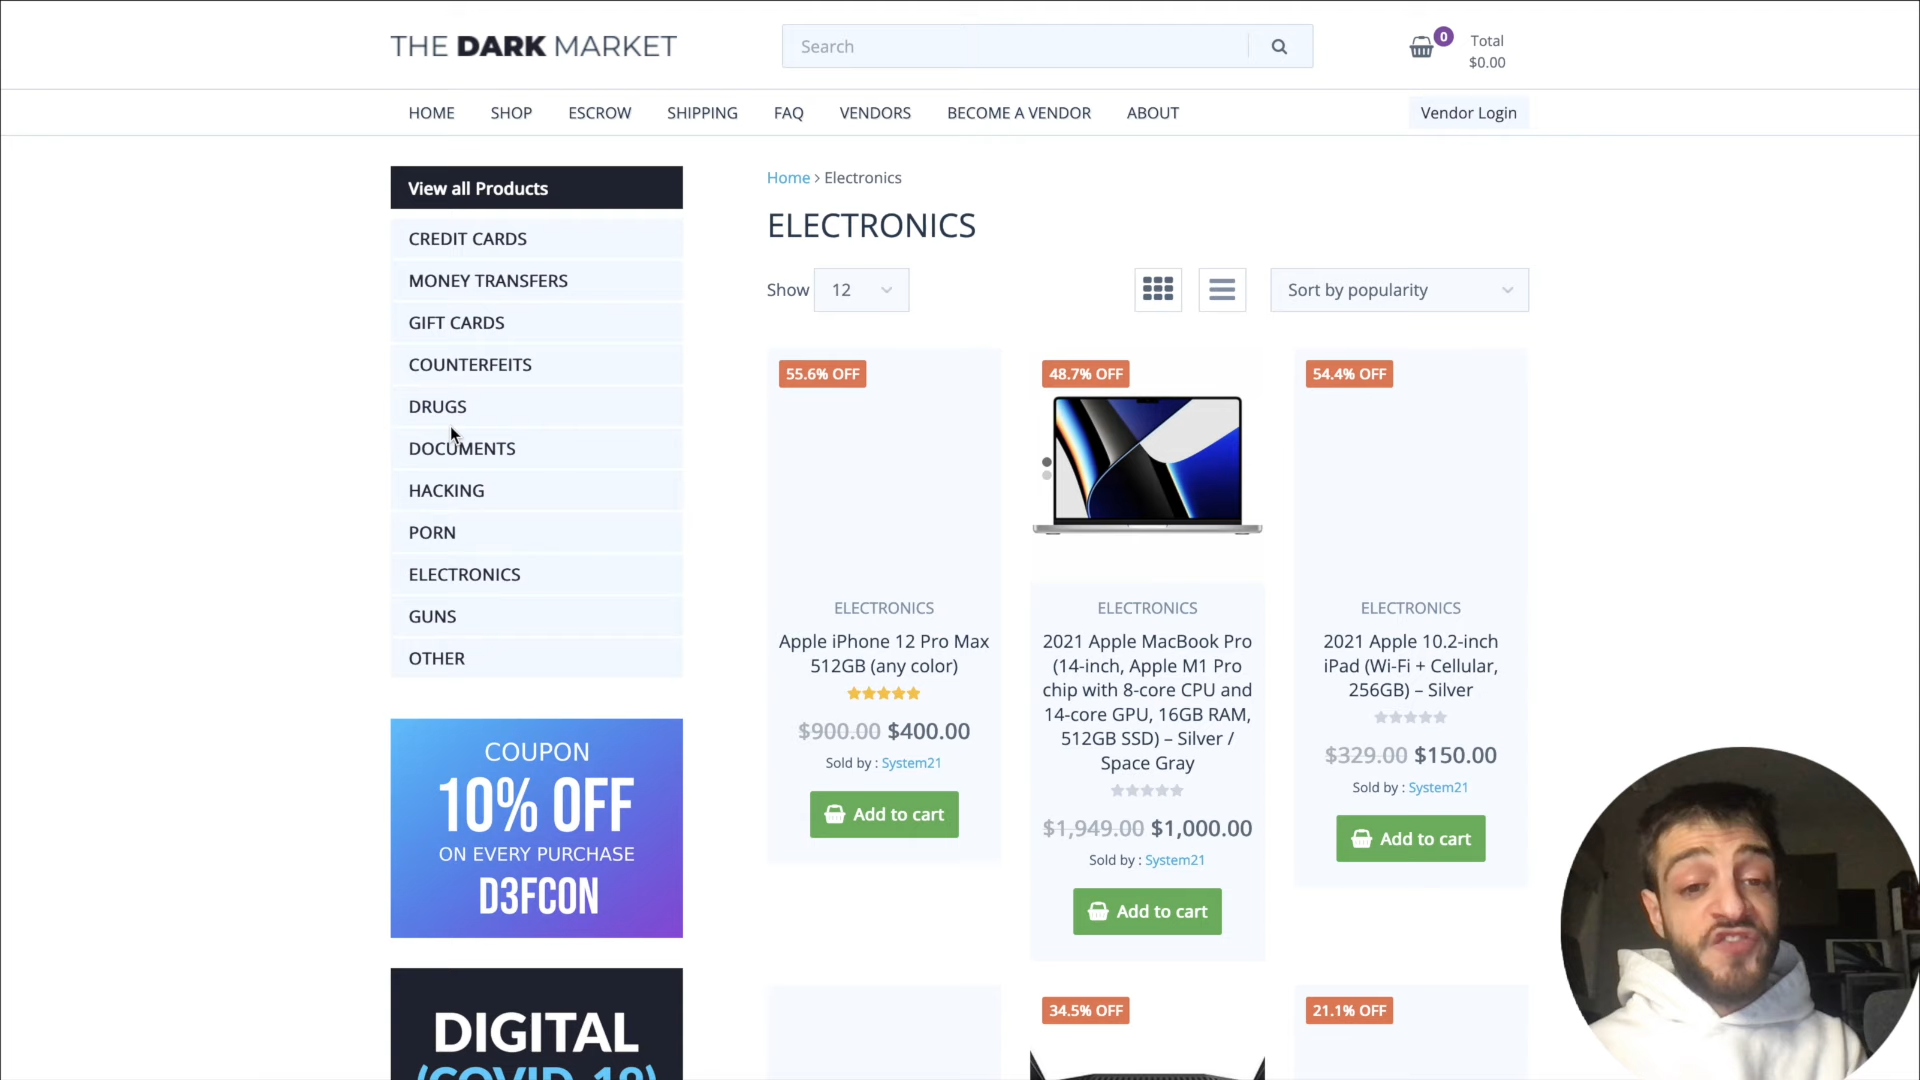 THE DARK MARKET
Search
0
Total
$0.00
HOME
SHOP
ESCROW
SHIPPING
FAQ
VENDORS
BECOME A VENDOR
ABOUT
Vendor Login
View all Products
CREDIT CARDS
MONEY TRANSFERS
GIFT CARDS
COUNTERFEITS
DRUGS
DOCUMENTS
HACKING
PORN
ELECTRONICS
GUNS
OTHER
COUPON
10% OFF
ON EVERY PURCHASE
D3FCON
DIGITAL
(COVID-19)
Home > Electronics
ELECTRONICS
Show 12
Sort by popularity
55.6% OFF
ELECTRONICS
Apple iPhone 12 Pro Max
512GB (any color)
$900.00 $400.00
Sold by : System21
Add to cart
48.7% OFF
ELECTRONICS
2021 Apple MacBook Pro
(14-inch, Apple M1 Pro
chip with 8-core CPU and
14-core GPU, 16GB RAM,
512GB SSD) – Silver /
Space Gray
$1,949.00 $1,000.00
Sold by : System21
Add to cart
54.4% OFF
ELECTRONICS
2021 Apple 10.2-inch
iPad (Wi-Fi + Cellular,
256GB) – Silver
$329.00 $150.00
Sold by : System21
Add to cart
34.5% OFF
21.1% OFF